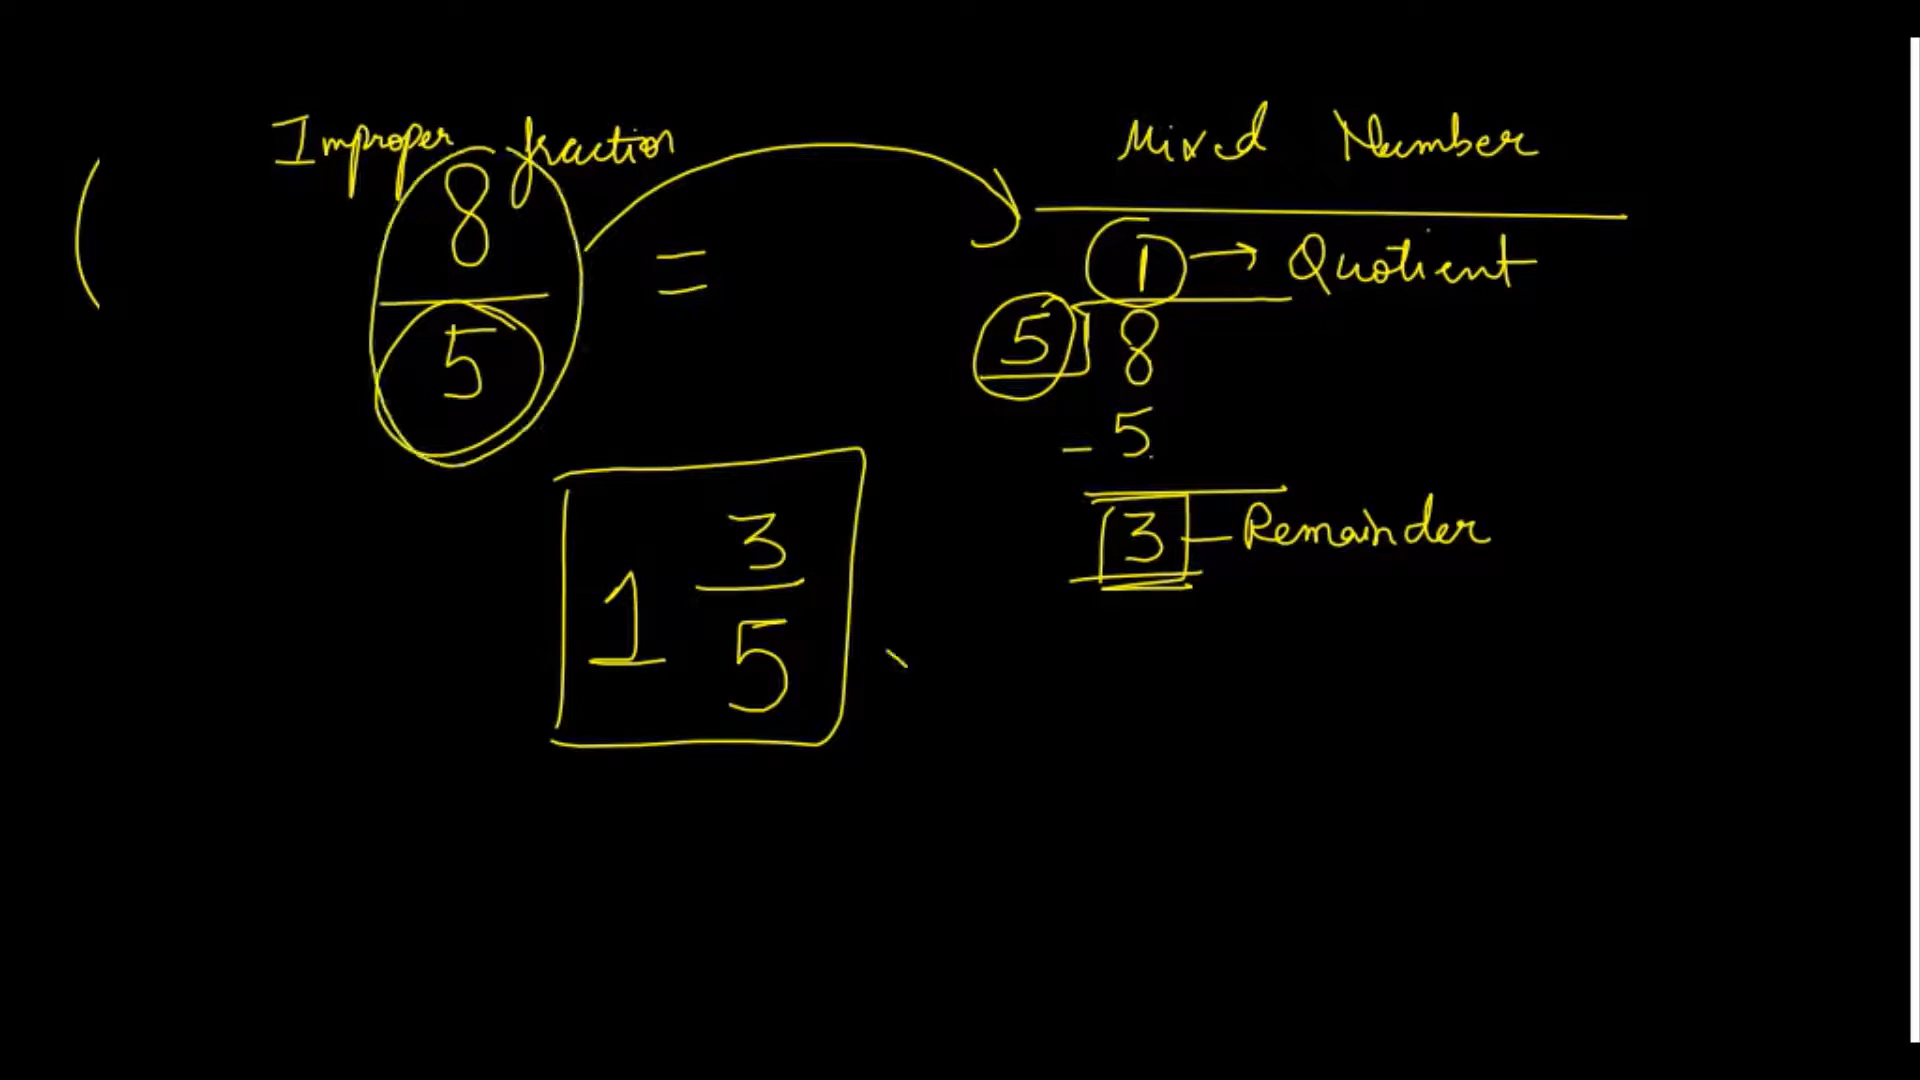 Improper fraction
8
5
=
Mixed Number
1 → Quotient
5 8
- 5
3 - Remainder
1 3
5